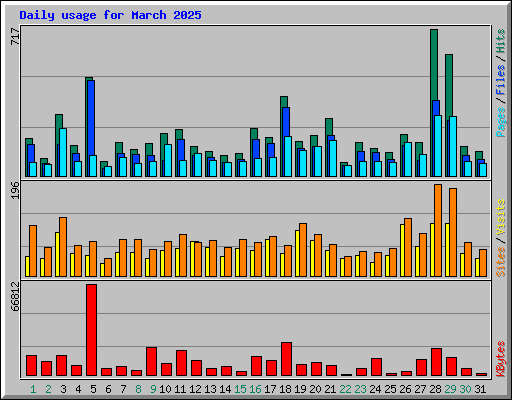 Daily usage for March 2025
717
Pages / Files / Hits
196
Sites / Visits
66812
KBytes
1 2 3 4 5 6 7 8 9 10 11 12 13 14 15 16 17 18 19 20 21 22 23 24 25 26 27 28 29 30 31